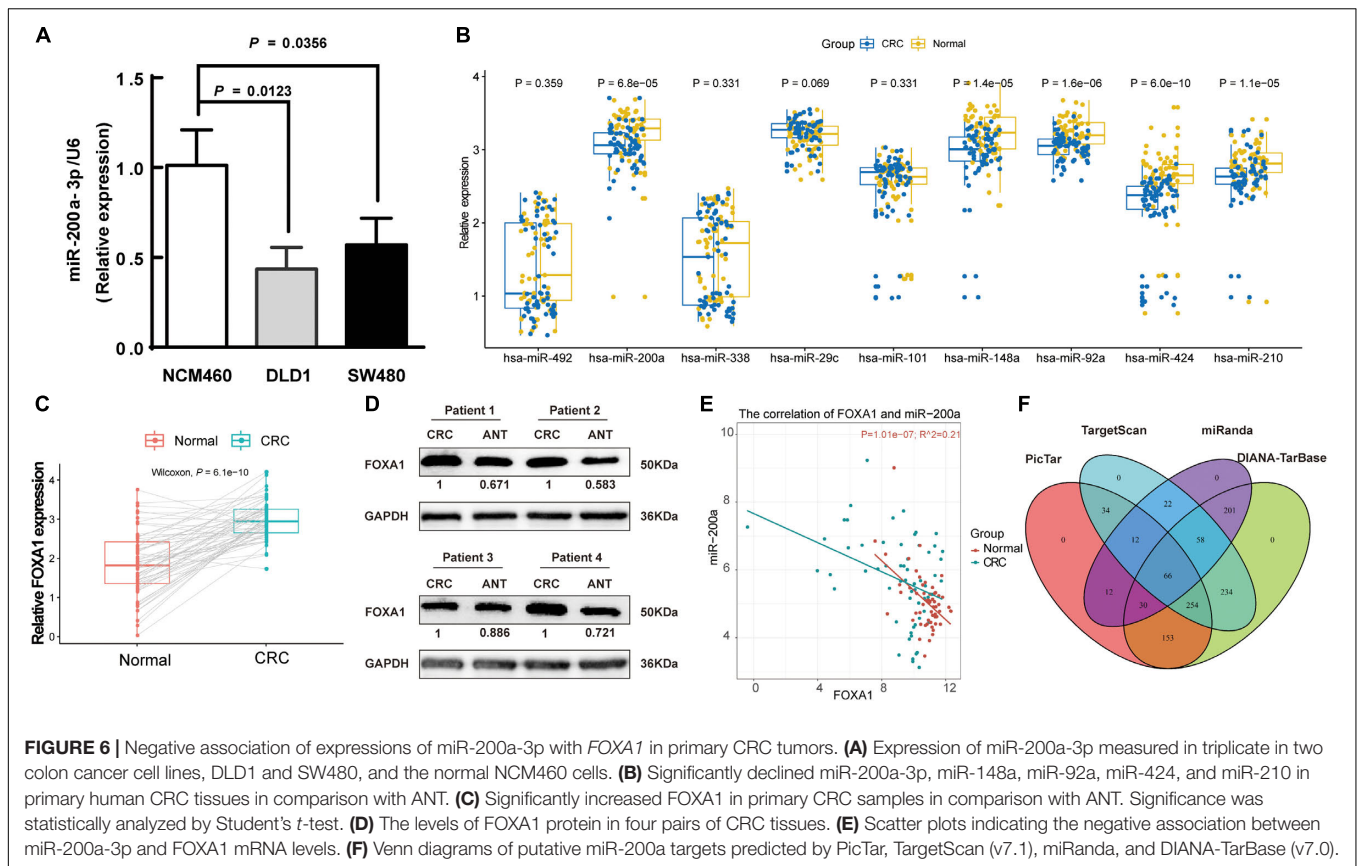 A
P = 0.0356
P = 0.0123
miR-200a-3p/U6
(Relative expression)
1.5
1.0
0.5
0.0
NCM460 DLD1 SW480
B
Group CRC Normal
P = 0.359 P = 6.8e-05 P = 0.331 P = 0.069 P = 0.331 P = 1.4e-05 P = 1.6e-06 P = 6.0e-10 P = 1.1e-05
Relative expression
4
3
2
1
hsa-miR-492 hsa-miR-200a hsa-miR-338 hsa-miR-29c hsa-miR-101 hsa-miR-148a hsa-miR-92a hsa-miR-424 hsa-miR-210
C
Normal CRC
Wilcoxon, P = 6.1e-10
Relative FOXA1 expression
4
3
2
1
0
Normal CRC
D
Patient 1 Patient 2
CRC ANT CRC ANT
FOXA1 50KDa
1 0.671 1 0.583
GAPDH 36KDa
Patient 3 Patient 4
CRC ANT CRC ANT
FOXA1 50KDa
1 0.886 1 0.721
GAPDH 36KDa
E
The correlation of FOXA1 and miR−200a
P=1.01e−07; R^2=0.21
miR−200a
10
8
6
4
0 4 8 12
FOXA1
Group
Normal
CRC
F
TargetScan miRanda
PicTar DIANA-TarBase
0 0
34 22 201
0 12 58 0
66
12 30 254 234
153
FIGURE 6 | Negative association of expressions of miR-200a-3p with FOXA1 in primary CRC tumors. (A) Expression of miR-200a-3p measured in triplicate in two
colon cancer cell lines, DLD1 and SW480, and the normal NCM460 cells. (B) Significantly declined miR-200a-3p, miR-148a, miR-92a, miR-424, and miR-210 in
primary human CRC tissues in comparison with ANT. (C) Significantly increased FOXA1 in primary CRC samples in comparison with ANT. Significance was
statistically analyzed by Student's t-test. (D) The levels of FOXA1 protein in four pairs of CRC tissues. (E) Scatter plots indicating the negative association between
miR-200a-3p and FOXA1 mRNA levels. (F) Venn diagrams of putative miR-200a targets predicted by PicTar, TargetScan (v7.1), miRanda, and DIANA-TarBase (v7.0).